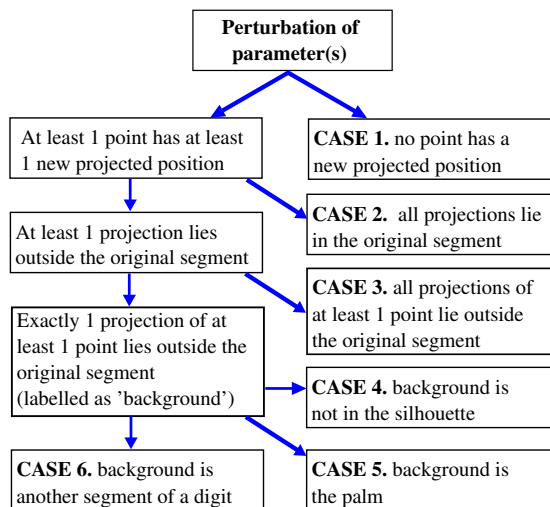 Perturbation of
parameter(s)
At least 1 point has at least
1 new projected position
CASE 1. no point has a
new projected position
CASE 2. all projections lie
in the original segment
At least 1 projection lies
outside the original segment
CASE 3. all projections of
at least 1 point lie outside
the original segment
Exactly 1 projection of at
least 1 point lies outside the
original segment
(labelled as 'background')
CASE 4. background is
not in the silhouette
CASE 6. background is
another segment of a digit
CASE 5. background is
the palm